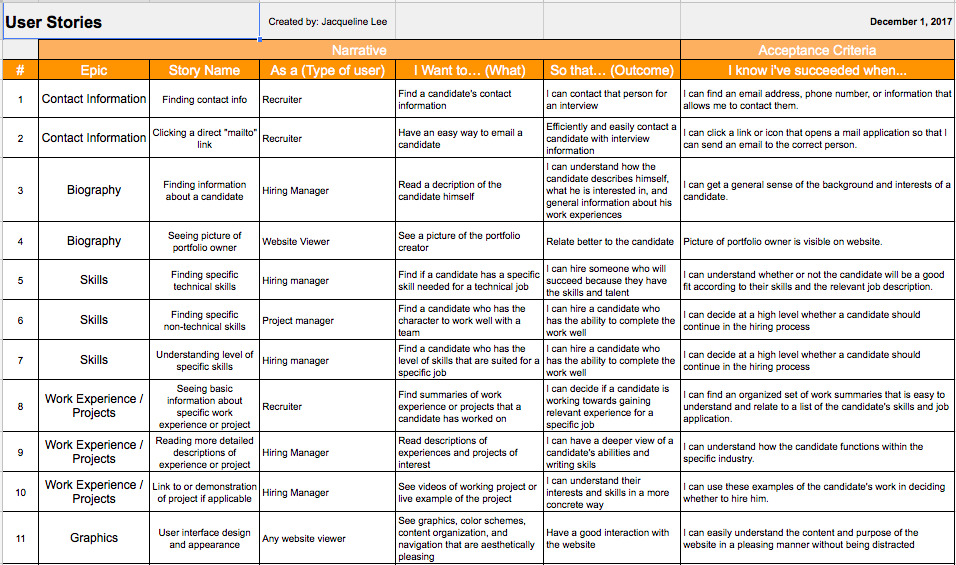 User Stories
Created by: Jacqueline Lee
December 1, 2017
Narrative
Acceptance Criteria
#
Epic
Story Name
As a (Type of user)
I Want to… (What)
So that… (Outcome)
I know i've succeeded when...
1
Contact Information
Finding contact info
Recruiter
Find a candidate's contact
information
I can contact that person for
an interview
I can find an email address, phone number, or information that
allows me to contact them.
2
Contact Information
Clicking a direct "mailto"
link
Recruiter
Have an easy way to email a
candidate
Efficiently and easily contact a
candidate with interview
information
I can click a link or icon that opens a mail application so that I
can send an email to the correct person.
3
Biography
Finding information
about a candidate
Hiring Manager
Read a decription of the
candidate himself
I can understand how the
candidate describes himself,
what he is interested in, and
general information about his
work experiences
I can get a general sense of the background and interests of a
candidate.
4
Biography
Seeing picture of
portfolio owner
Website Viewer
See a picture of the portfolio
creator
Relate better to the candidate
Picture of portfolio owner is visible on website.
5
Skills
Finding specific
technical skills
Hiring manager
Find if a candidate has a specific
skill needed for a technical job
I can hire someone who will
succeed because they have
the skills and talent
I can understand whether or not the candidate will be a good
fit according to their skills and the relevant job description.
6
Skills
Finding specific
non-technical skills
Project manager
Find a candidate who has the
character to work well with a
team
I can hire a candidate who
has the ability to complete the
work well
I can decide at a high level whether a candidate should
continue in the hiring process
7
Skills
Understanding level of
specific skills
Hiring manager
Find a candidate who has the
level of skills that are suited for a
specific job
I can hire a candidate who
has the ability to complete the
work well
I can decide at a high level whether a candidate should
continue in the hiring process
8
Work Experience /
Projects
Seeing basic
information about
specific work
experience or project
Recruiter
Find summaries of work
experience or projects that a
candidate has worked on
I can decide if a candidate is
working towards gaining
relevant experience for a
specific job
I can find an organized set of work summaries that is easy to
understand and relate to a list of the candidate's skills and job
application.
9
Work Experience /
Projects
Reading more detailed
descriptions of
experience or project
Hiring Manager
Read descriptions of
experiences and projects of
interest
I can have a deeper view of a
candidate's abilities and
writing skils
I can understand how the candidate functions within the
specific industry.
10
Work Experience /
Projects
Link to or demonstration
of project if applicable
Hiring Manager
See videos of working project or
live example of the project
I can understand their
interests and skills in a more
concrete way
I can use these examples of the candidate's work in deciding
whether to hire him.
11
Graphics
User interface design
and appearance
Any website viewer
See graphics, color schemes,
content organization, and
navigation that are aesthetically
pleasing
Have a good interaction with
the website
I can easily understand the content and purpose of the
website in a pleasing manner without being distracted